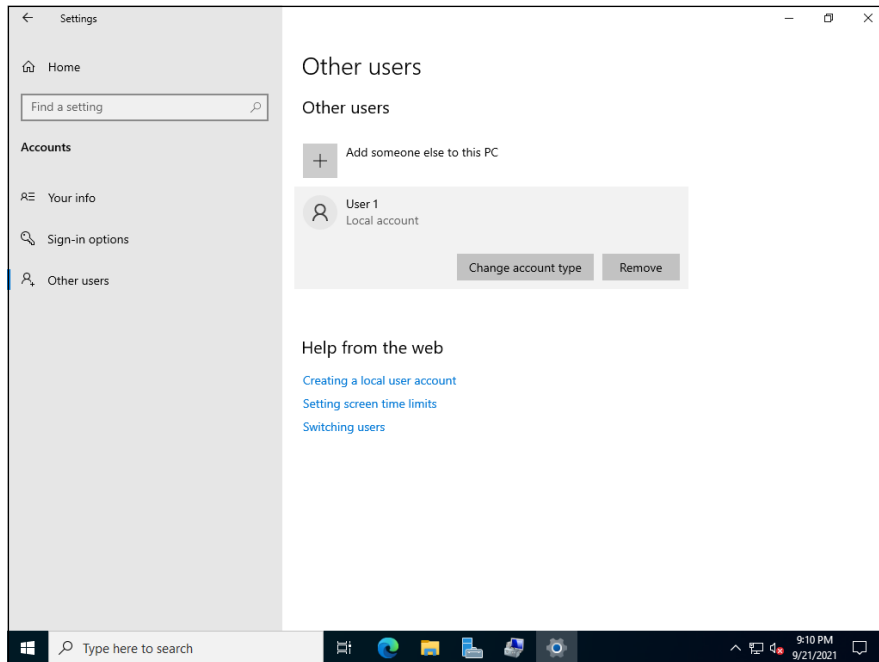 Settings
Home
Find a setting
Accounts
Your info
Sign-in options
Other users
Other users
Other users
Add someone else to this PC
User 1
Local account
Change account type
Remove
Help from the web
Creating a local user account
Setting screen time limits
Switching users
Type here to search
9:10 PM
9/21/2021